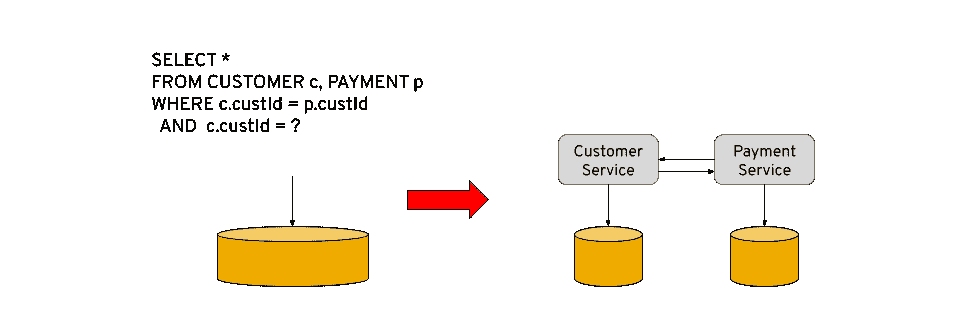 SELECT *
FROM CUSTOMER c, PAYMENT p
WHERE c.custId = p.custId
AND c.custId = ?
Customer
Service
Payment
Service